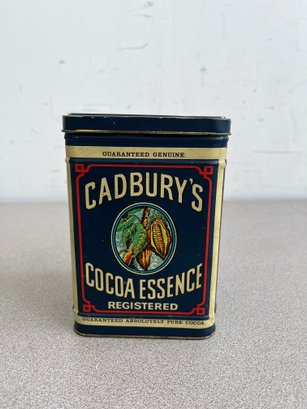 GUARANTEED GENUINE.
CADBURY'S
COCOA ESSENCE
REGISTERED
GUARANTEED ABSOLUTELY PURE COCOA.